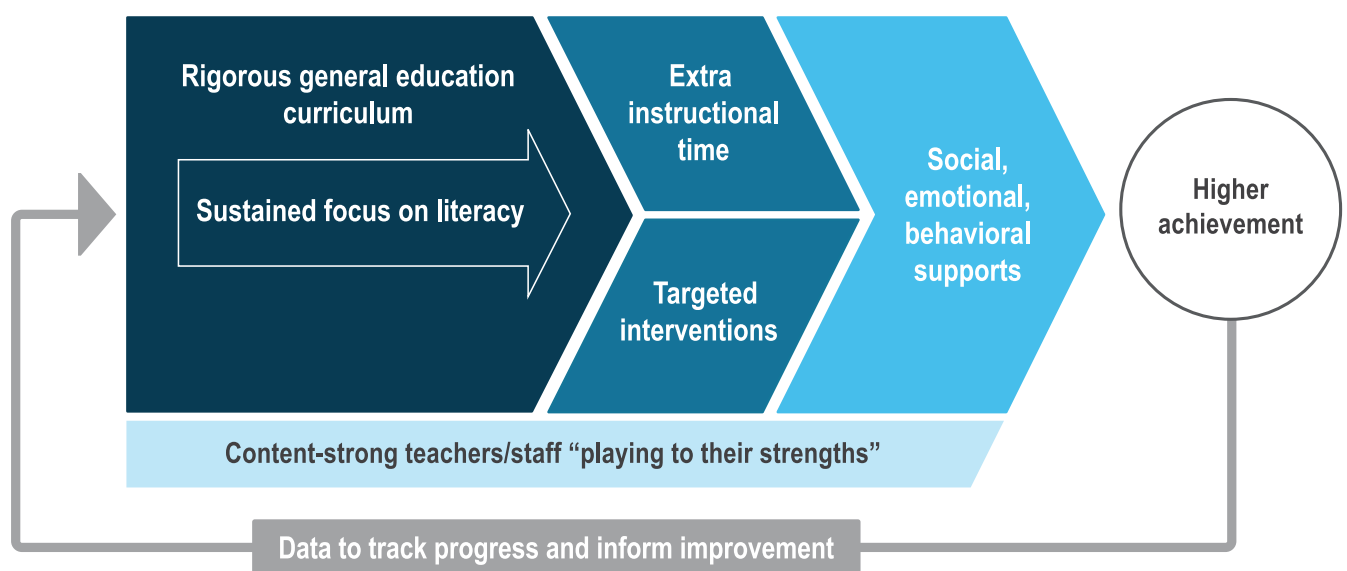 Rigorous general education
curriculum
Sustained focus on literacy
Extra
instructional
time
Targeted
interventions
Social,
emotional,
behavioral
supports
Higher
achievement
Content-strong teachers/staff “playing to their strengths”
Data to track progress and inform improvement